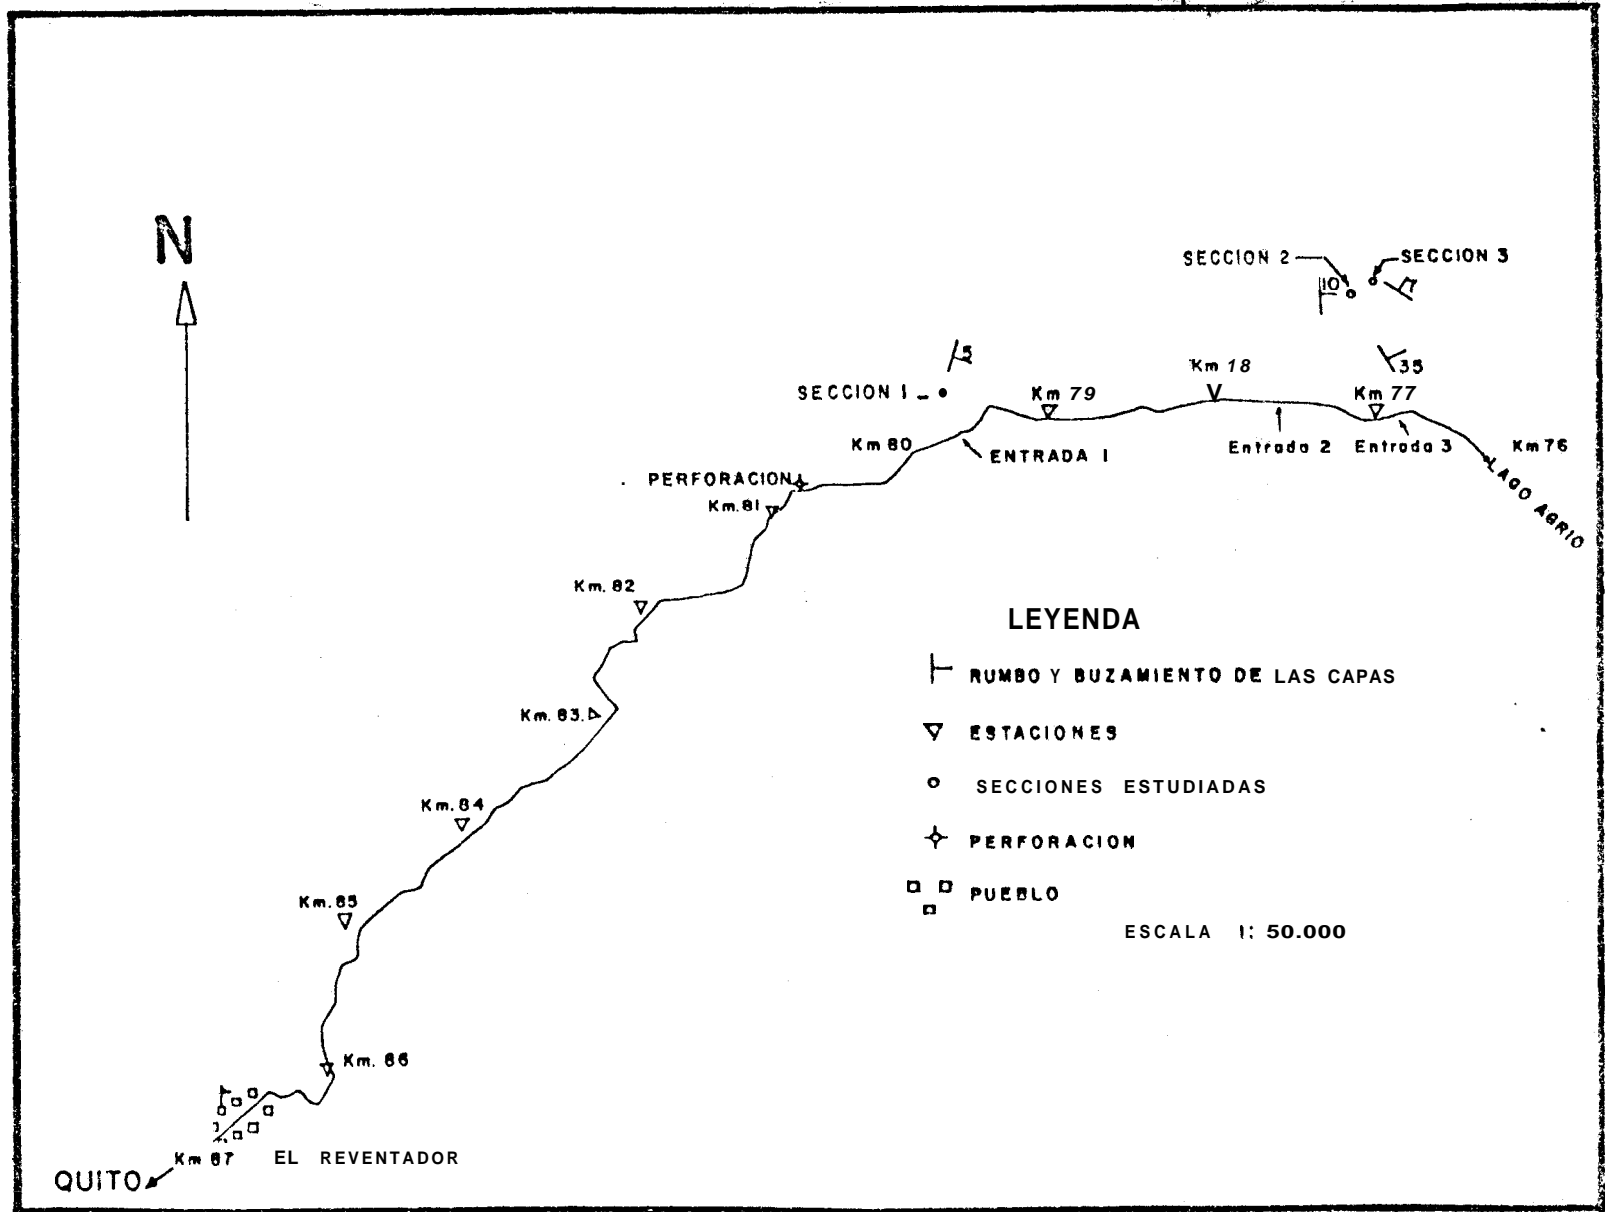 N
SECCION 2
SECCION 3
10
7
5
35
SECCION 1
Km 79
Km 18
Km 77
Km 80
ENTRADA 1
Entrada 2
Entrada 3
Km 76
LAGO AGRIO
PERFORACION
Km. 81
Km. 82
LEYENDA
RUMBO Y BUZAMIENTO DE LAS CAPAS
Km. 83
ESTACIONES
SECCIONES ESTUDIADAS
Km. 84
PERFORACION
PUEBLO
Km. 85
ESCALA 1: 50.000
Km. 86
Km 87 EL REVENTADOR
QUITO